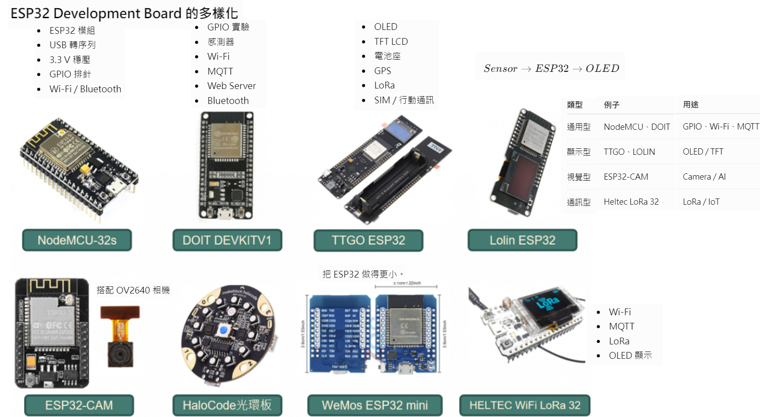 ESP32 Development Board 的多樣化
ESP32 模組
USB 轉序列
3.3 V 穩壓
GPIO 排針
Wi-Fi / Bluetooth
GPIO 實驗
感測器
Wi-Fi
MQTT
Web Server
Bluetooth
OLED
TFT LCD
電池座
GPS
LoRa
SIM / 行動通訊
Sensor → ESP32 → OLED
類型 例子 用途
通用型 NodeMCU、DOIT GPIO、Wi-Fi、MQTT
顯示型 TTGO、LOLIN OLED / TFT
視覺型 ESP32-CAM Camera / AI
通訊型 Heltec LoRa 32 LoRa / IoT
NodeMCU-32s
DOIT DEVKITV1
TTGO ESP32
Lolin ESP32
搭配 OV2640 相機
把 ESP32 做得更小。
LoRa
Wi-Fi
MQTT
LoRa
OLED 顯示
ESP32-CAM
HaloCode光環板
WeMos ESP32 mini
HELTEC WiFi LoRa 32